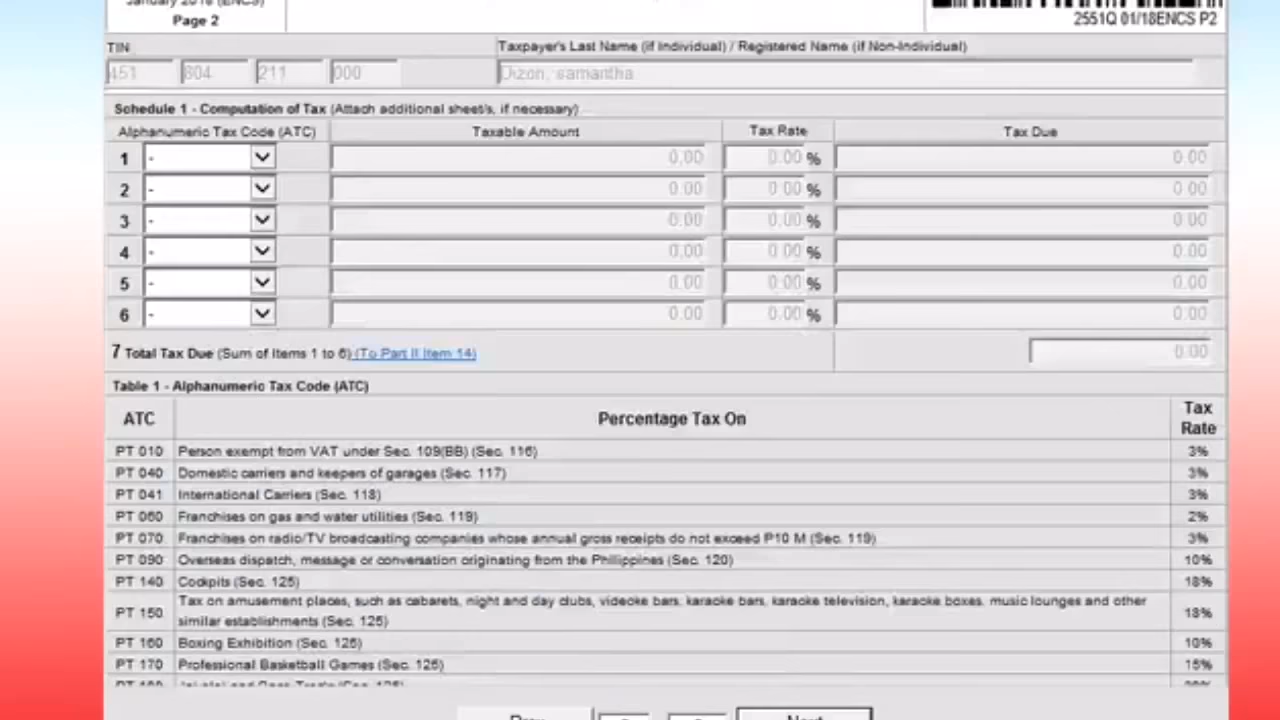 January 2018 (ENCS)
Page 2
2551Q 01/18ENCS P2
TIN
Taxpayer's Last Name (if Individual) / Registered Name (if Non-Individual)
451 804 211 000 Dizon, samantha
Schedule 1 - Computation of Tax (Attach additional sheet/s, if necessary)
Alphanumeric Tax Code (ATC) Taxable Amount Tax Rate Tax Due
1 - 0.00 0.00 % 0.00
2 - 0.00 0.00 % 0.00
3 - 0.00 0.00 % 0.00
4 - 0.00 0.00 % 0.00
5 - 0.00 0.00 % 0.00
6 - 0.00 0.00 % 0.00
7 Total Tax Due (Sum of Items 1 to 6) (To Part II Item 14) 0.00
Table 1 - Alphanumeric Tax Code (ATC)
ATC Percentage Tax On Tax Rate
PT 010 Person exempt from VAT under Sec. 109(BB) (Sec. 116) 3%
PT 040 Domestic carriers and keepers of garages (Sec. 117) 3%
PT 041 International Carriers (Sec. 118) 3%
PT 060 Franchises on gas and water utilities (Sec. 119) 2%
PT 070 Franchises on radio/TV broadcasting companies whose annual gross receipts do not exceed P10 M (Sec. 119) 3%
PT 090 Overseas dispatch, message or conversation originating from the Philippines (Sec. 120) 10%
PT 140 Cockpits (Sec. 125) 18%
PT 150 Tax on amusement places, such as cabarets, night and day clubs, videoke bars, karaoke bars, karaoke television, karaoke boxes, music lounges and other
similar establishments (Sec. 125) 18%
PT 160 Boxing Exhibition (Sec. 125) 10%
PT 170 Professional Basketball Games (Sec. 125) 15%
Prev Next